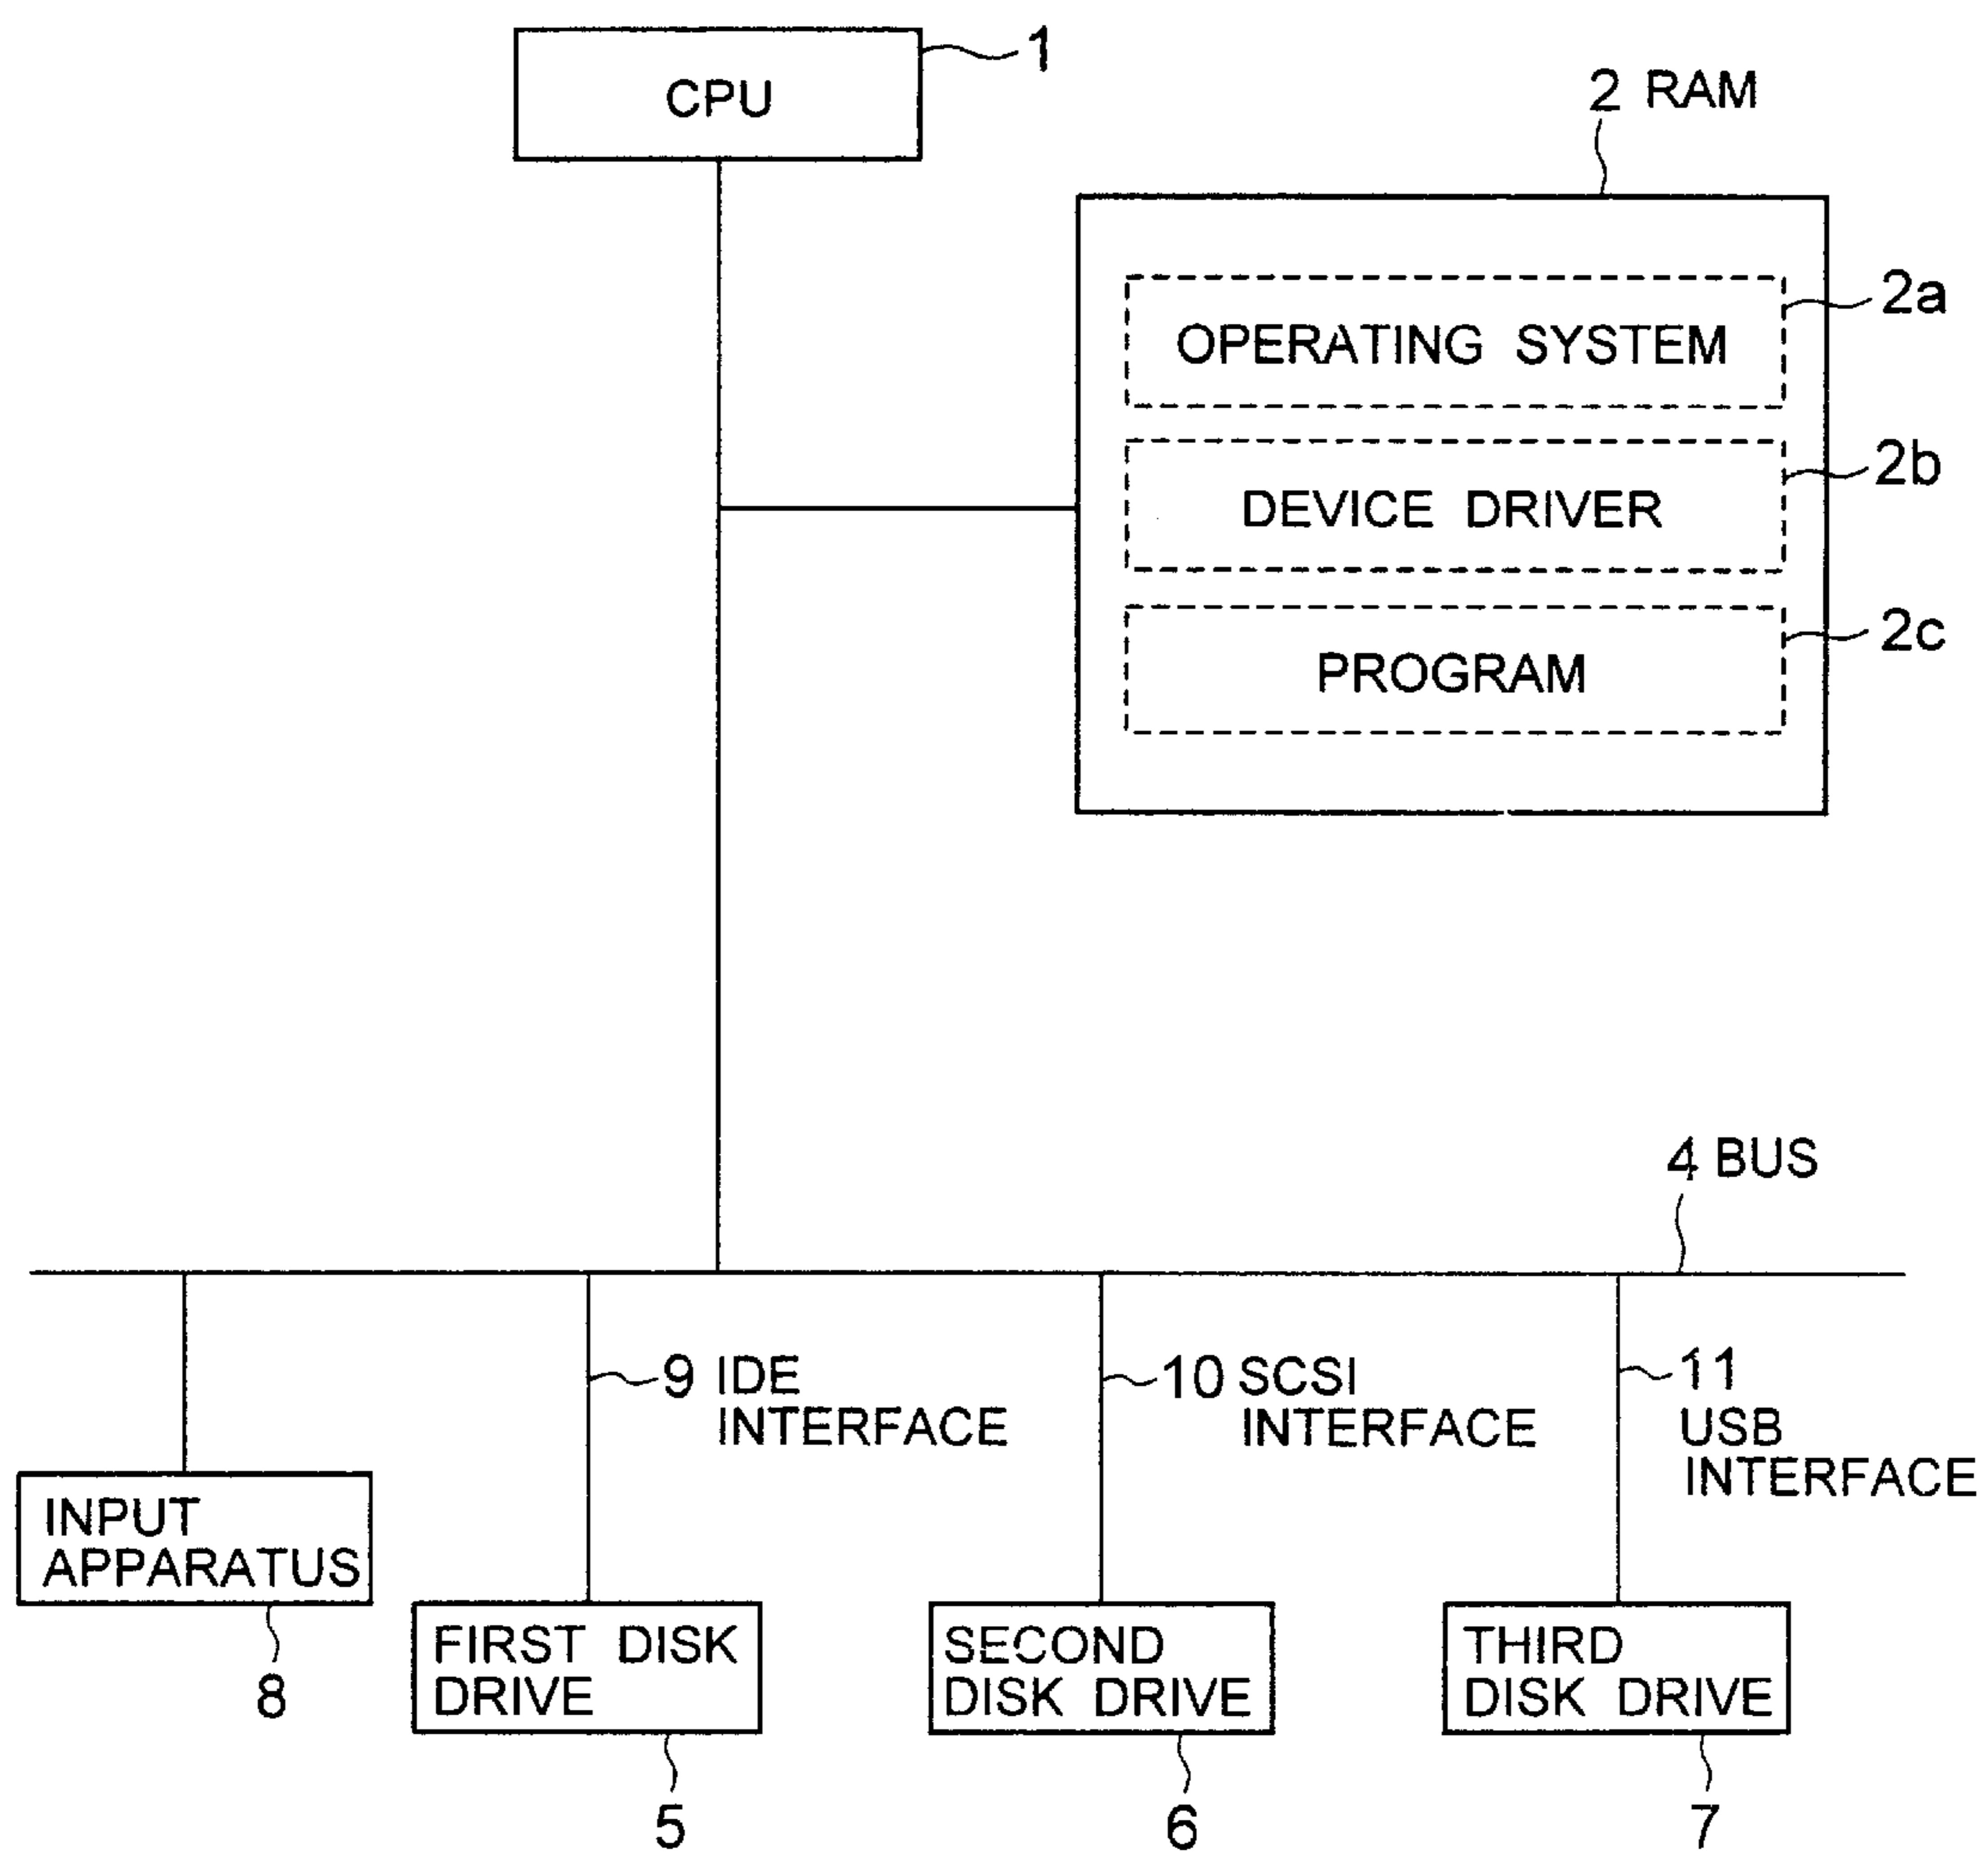 1
CPU
2 RAM
2a
OPERATING SYSTEM
2b
DEVICE DRIVER
2c
PROGRAM
4 BUS
9 IDE
INTERFACE
10 SCSI
INTERFACE
11
USB
INTERFACE
INPUT
APPARATUS
8
FIRST DISK
DRIVE
5
SECOND
DISK DRIVE
6
THIRD
DISK DRIVE
7